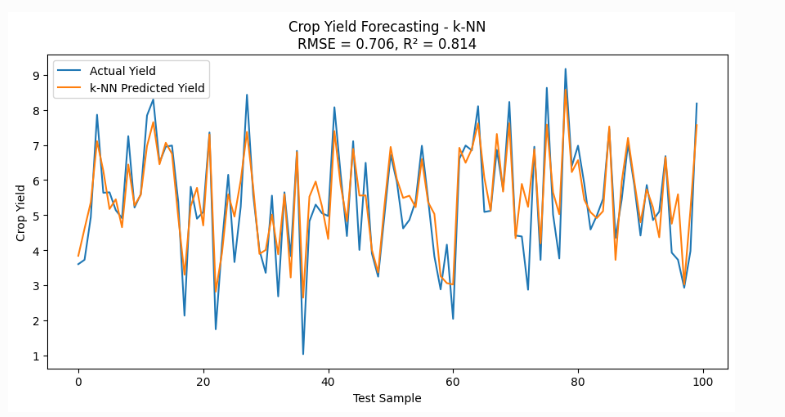 Crop Yield Forecasting - k-NN
RMSE = 0.706, R² = 0.814
Actual Yield
k-NN Predicted Yield
Crop Yield
9
8
7
6
5
4
3
2
1
0 20 40 60 80 100
Test Sample